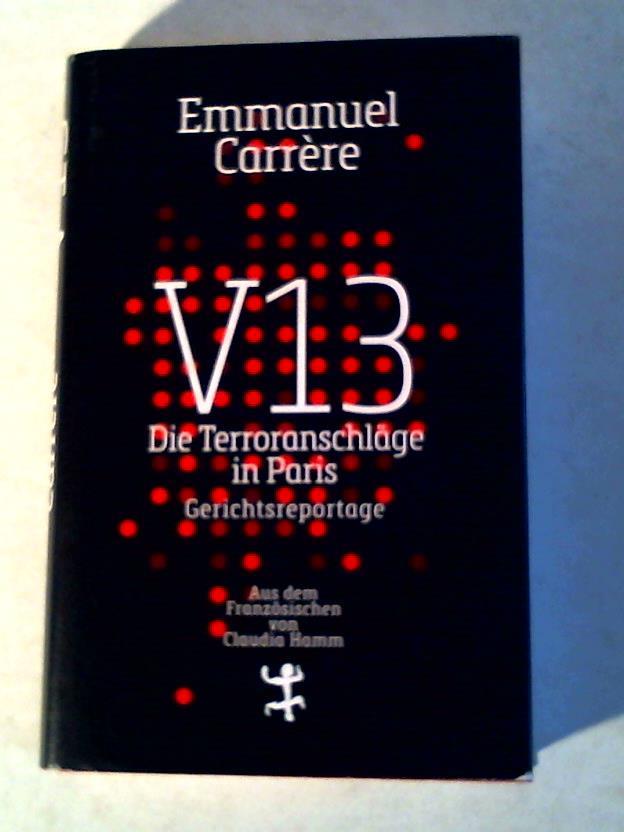 Emmanuel
Carrère
V13
Die Terroranschläge
in Paris
Gerichtsreportage
Aus dem
Französischen
von
Claudia Hamm